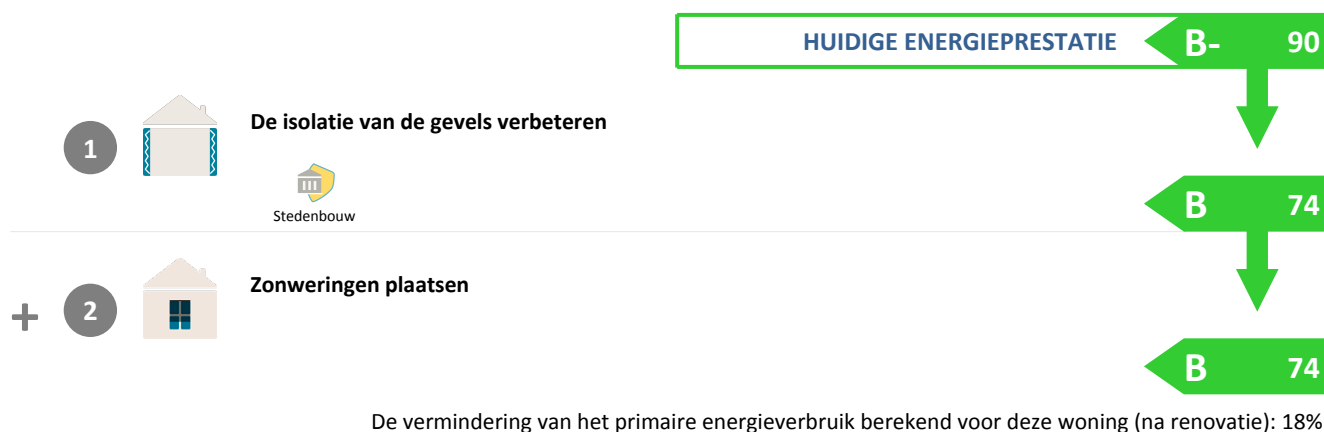 HUIDIGE ENERGIEPRESTATIE B- 90
1 De isolatie van de gevels verbeteren
Stedenbouw
B 74
+ 2 Zonweringen plaatsen
B 74
De vermindering van het primaire energieverbruik berekend voor deze woning (na renovatie): 18%